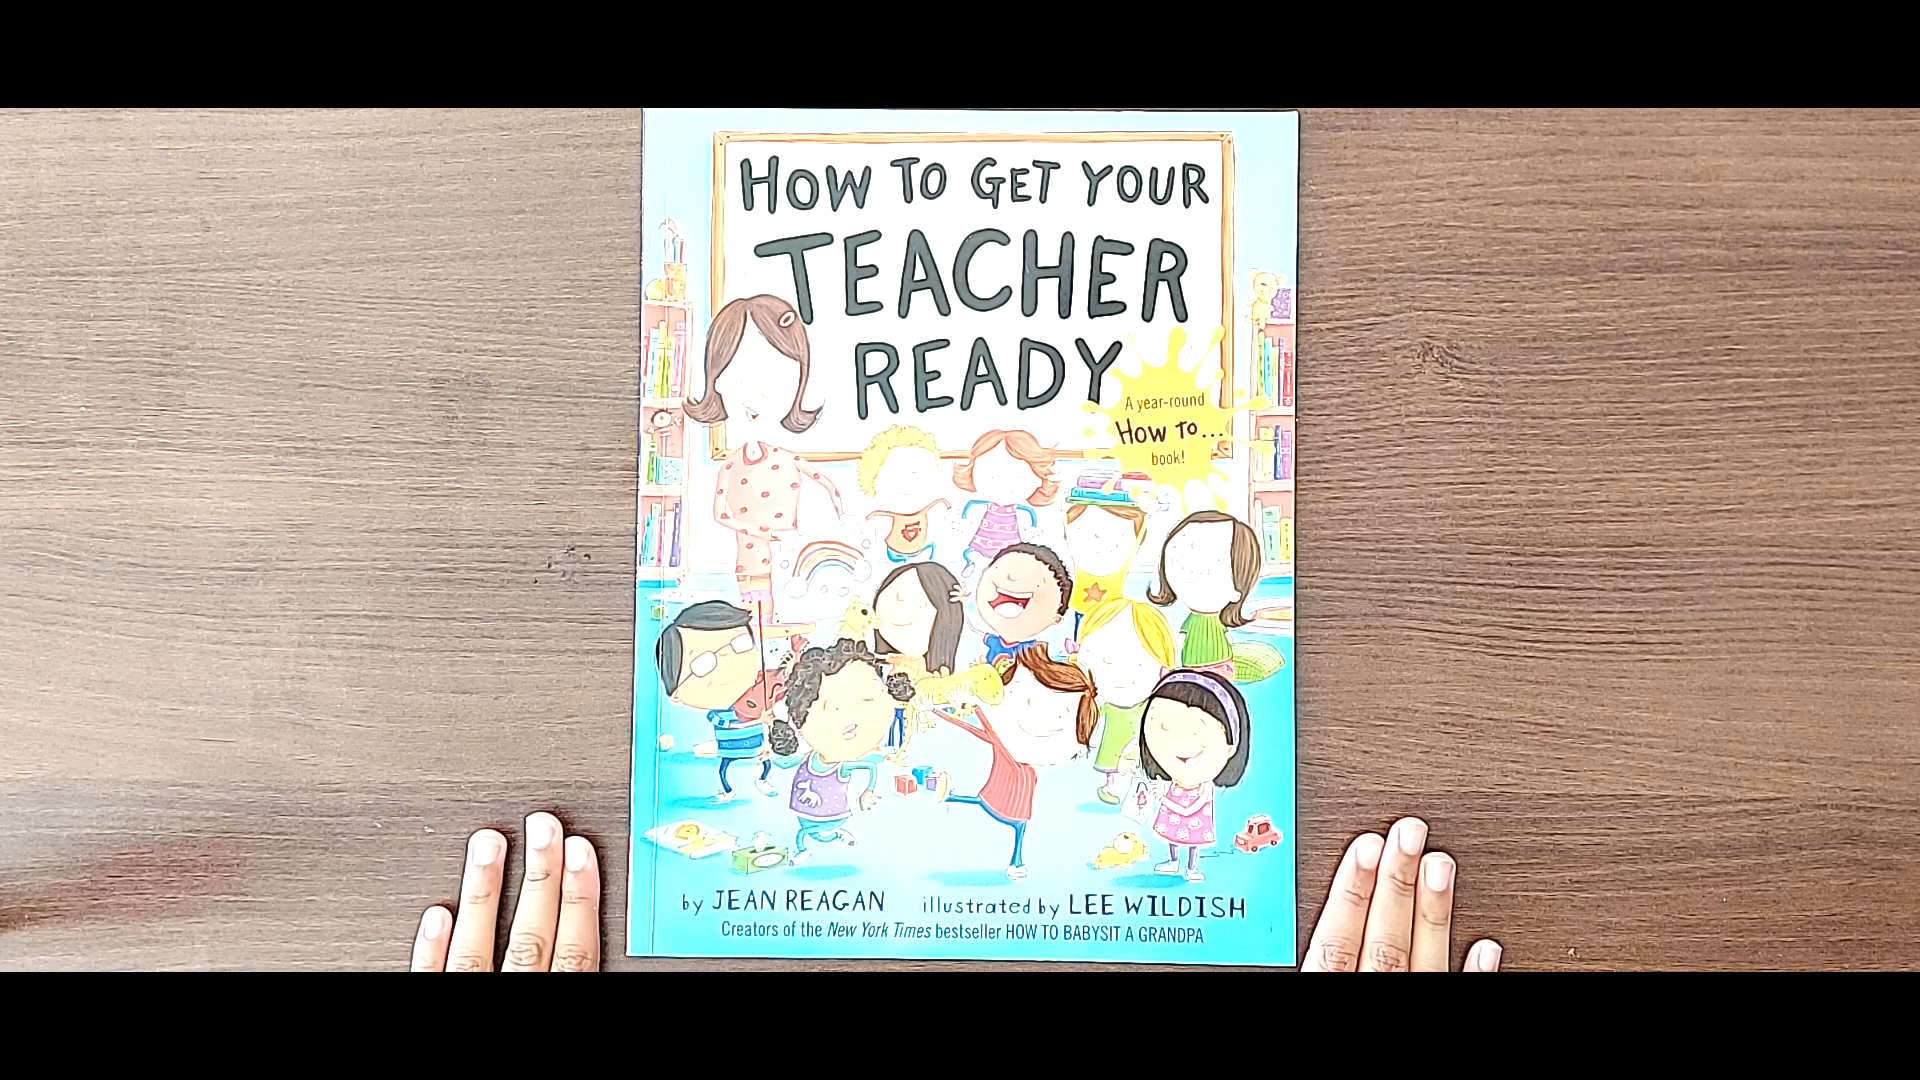 HOW TO GET YOUR
TEACHER
READY
A year-round
How to...
book!
by JEAN REAGAN illustrated by LEE WILDISH
Creators of the New York Times bestseller HOW TO BABYSIT A GRANDPA